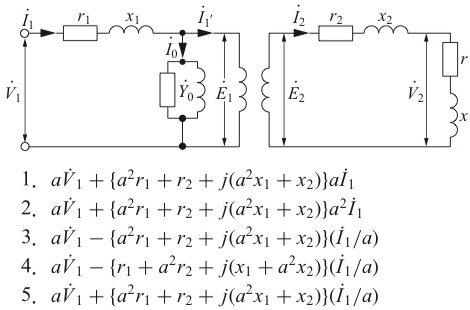 İ₁ r₁ x₁ İ₁′ İ₂ r₂ x₂
İ₀ r
V̇₁ Ẏ₀ Ė₁ Ė₂ V̇₂
x
1. aV̇₁ + {a²r₁ + r₂ + j(a²x₁ + x₂)}aİ₁
2. aV̇₁ + {a²r₁ + r₂ + j(a²x₁ + x₂)}a²İ₁
3. aV̇₁ − {a²r₁ + r₂ + j(a²x₁ + x₂)}(İ₁/a)
4. aV̇₁ − {r₁ + a²r₂ + j(x₁ + a²x₂)}(İ₁/a)
5. aV̇₁ + {a²r₁ + r₂ + j(a²x₁ + x₂)}(İ₁/a)